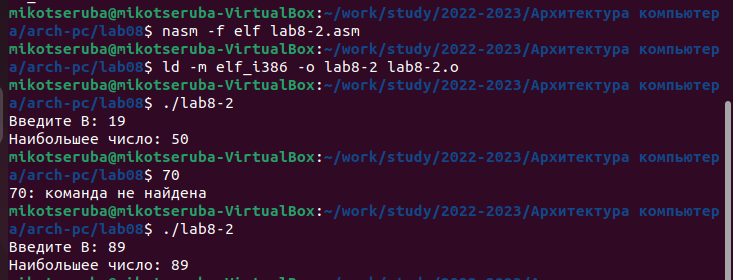 mikotseruba@mikotseruba-VirtualBox:~/work/study/2022-2023/Архитектура компьютер
а/arch-pc/lab08$ nasm -f elf lab8-2.asm
mikotseruba@mikotseruba-VirtualBox:~/work/study/2022-2023/Архитектура компьютер
а/arch-pc/lab08$ ld -m elf_i386 -o lab8-2 lab8-2.o
mikotseruba@mikotseruba-VirtualBox:~/work/study/2022-2023/Архитектура компьютер
а/arch-pc/lab08$ ./lab8-2
Введите B: 19
Наибольшее число: 50
mikotseruba@mikotseruba-VirtualBox:~/work/study/2022-2023/Архитектура компьютер
а/arch-pc/lab08$ 70
70: команда не найдена
mikotseruba@mikotseruba-VirtualBox:~/work/study/2022-2023/Архитектура компьютер
а/arch-pc/lab08$ ./lab8-2
Введите B: 89
Наибольшее число: 89